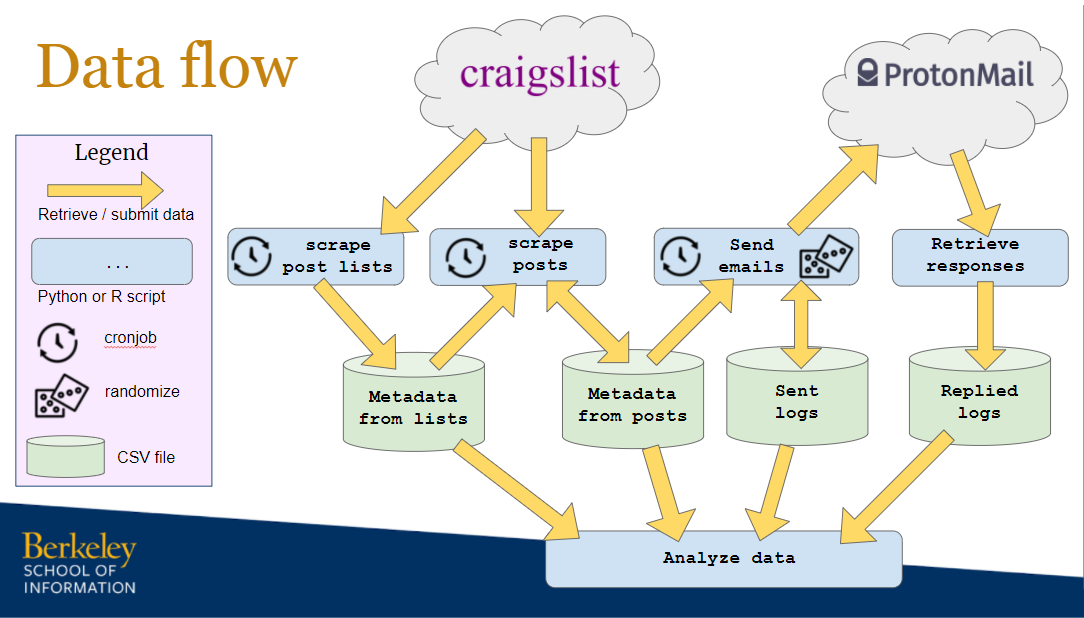 Data flow
craigslist
ProtonMail
Legend
Retrieve / submit data
...
Python or R script
cronjob
randomize
CSV file
scrape
post lists
scrape
posts
Send
emails
Retrieve
responses
Metadata
from lists
Metadata
from posts
Sent
logs
Replied
logs
Analyze data
Berkeley
SCHOOL OF
INFORMATION